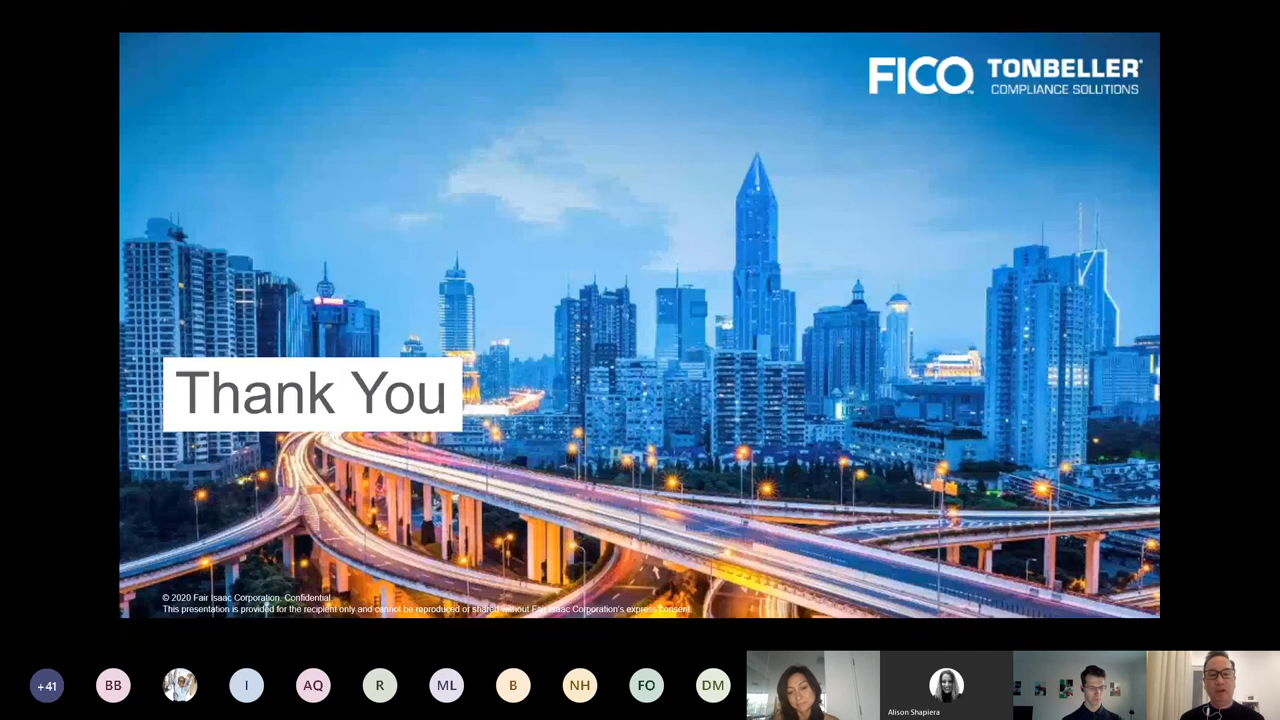 FICO TONBELLER
COMPLIANCE SOLUTIONS
Thank You
© 2020 Fair Isaac Corporation. Confidential.
This presentation is provided for the recipient only and cannot be reproduced or shared without Fair Isaac Corporation's express consent.
+41 BB I AQ R ML B NH FO DM
Alison Shapiera